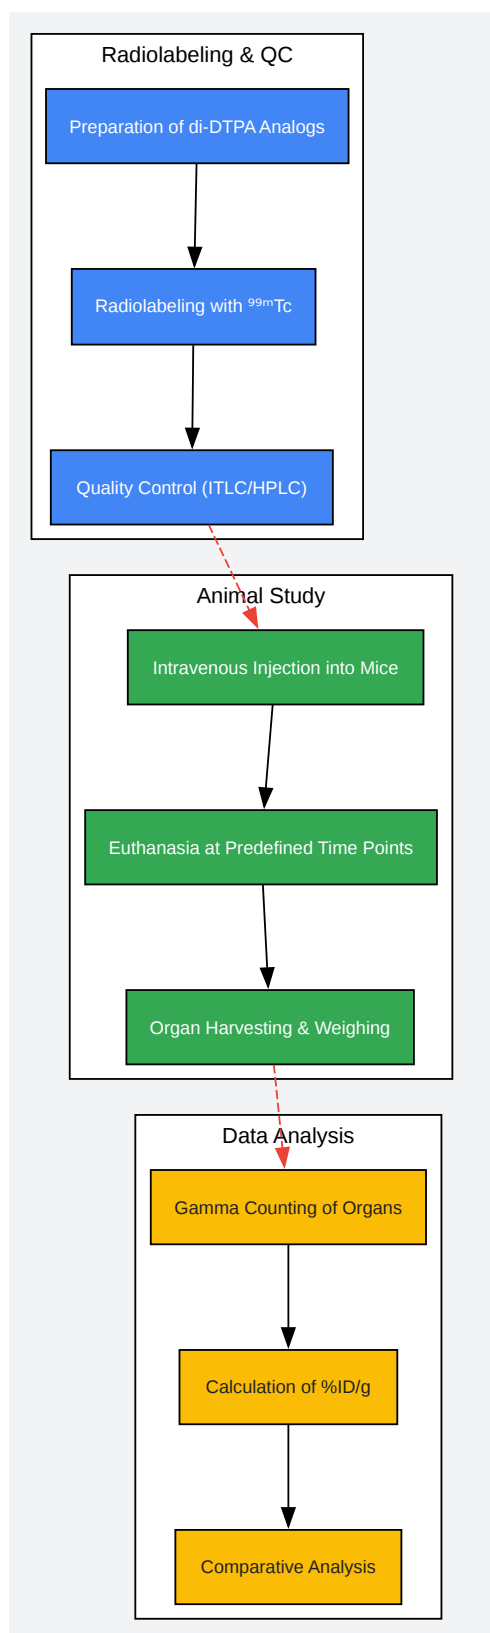 Radiolabeling & QC
Preparation of di-DTPA Analogs
Radiolabeling with ⁹⁹ᵐTc
Quality Control (ITLC/HPLC)
Animal Study
Intravenous Injection into Mice
Euthanasia at Predefined Time Points
Organ Harvesting & Weighing
Data Analysis
Gamma Counting of Organs
Calculation of %ID/g
Comparative Analysis